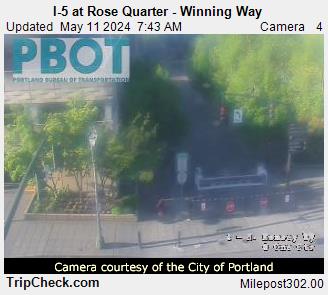 I-5 at Rose Quarter - Winning Way
Updated May 11 2024 7:43 AM Camera 4
PBOT
PORTLAND BUREAU OF TRANSPORTATION
Camera courtesy of the City of Portland
TripCheck.com Milepost302.00